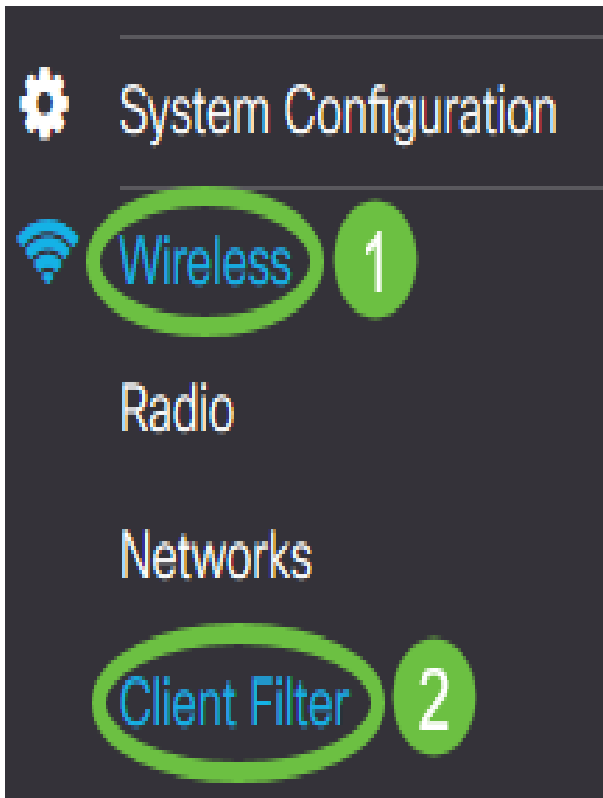 System Configuration
Wireless 1
Radio
Networks
Client Filter 2